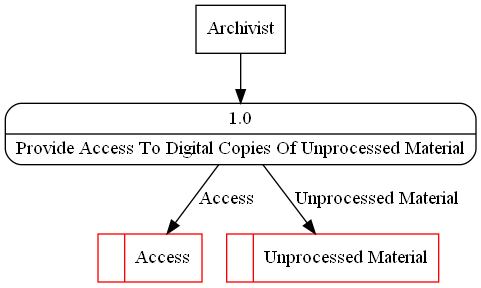 Archivist
1.0
Provide Access To Digital Copies Of Unprocessed Material
Access
Unprocessed Material
Access
Unprocessed Material